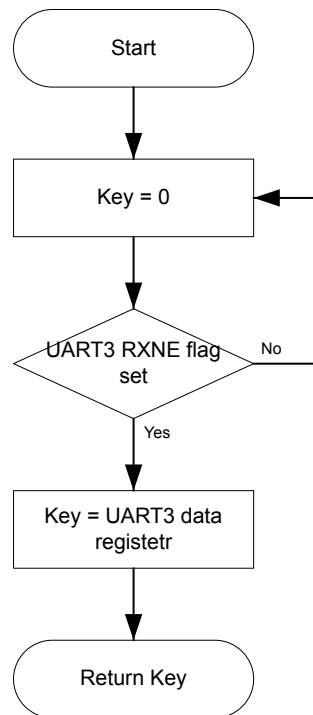 Start
Key = 0
UART3 RXNE flag
set
No
Yes
Key = UART3 data
registetr
Return Key